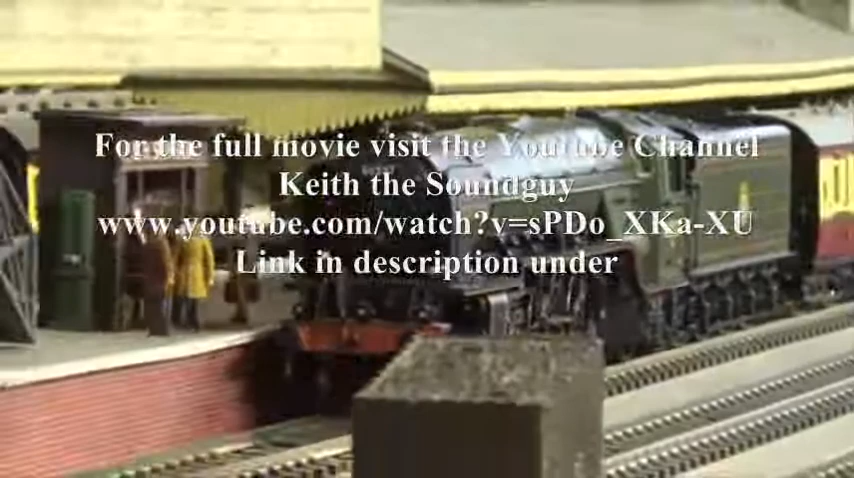 For the full movie visit the Youtube Channel
Keith the Soundguy
www.youtube.com/watch?v=sPDo_XKa-XU
Link in description under